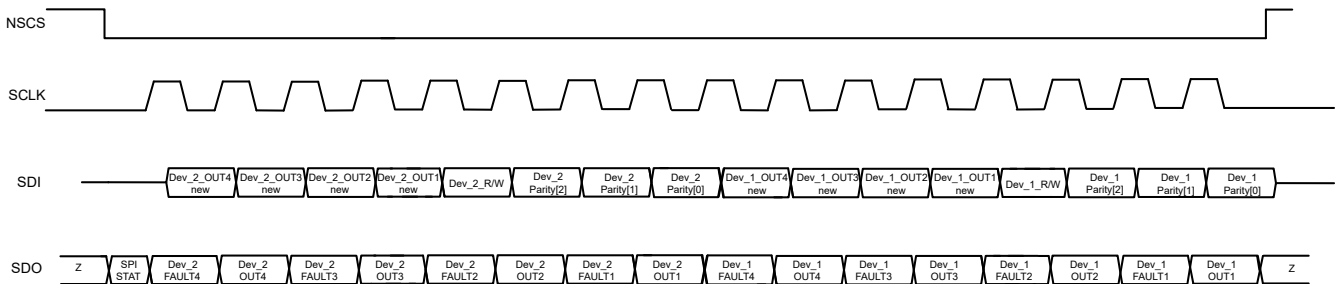 NSCS
SCLK
SDI
Dev_2_OUT4
new
Dev_2_OUT3
new
Dev_2_OUT2
new
Dev_2_OUT1
new
Dev_2_R/W
Dev_2
Parity[2]
Dev_2
Parity[1]
Dev_2
Parity[0]
Dev_1_OUT4
new
Dev_1_OUT3
new
Dev_1_OUT2
new
Dev_1_OUT1
new
Dev_1_R/W
Dev_1
Parity[2]
Dev_1
Parity[1]
Dev_1
Parity[0]
SDO
Z
SPI
STAT
Dev_2
FAULT4
Dev_2
OUT4
Dev_2
FAULT3
Dev_2
OUT3
Dev_2
FAULT2
Dev_2
OUT2
Dev_2
FAULT1
Dev_2
OUT1
Dev_1
FAULT4
Dev_1
OUT4
Dev_1
FAULT3
Dev_1
OUT3
Dev_1
FAULT2
Dev_1
OUT2
Dev_1
FAULT1
Dev_1
OUT1
Z